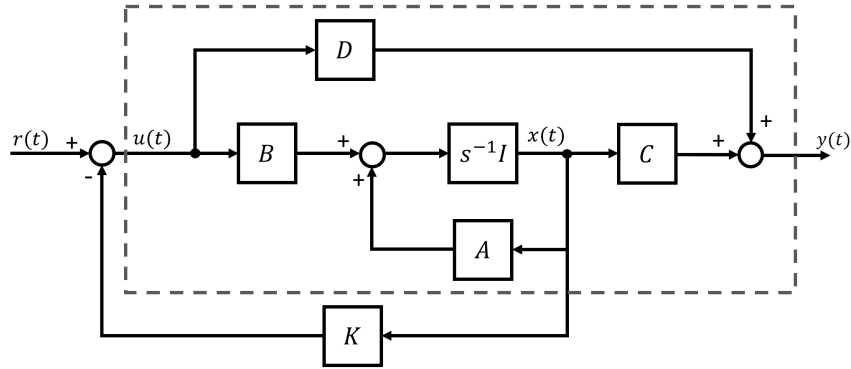 D
r(t) + u(t) B + + s⁻¹I x(t) C + + y(t)
-
A
K